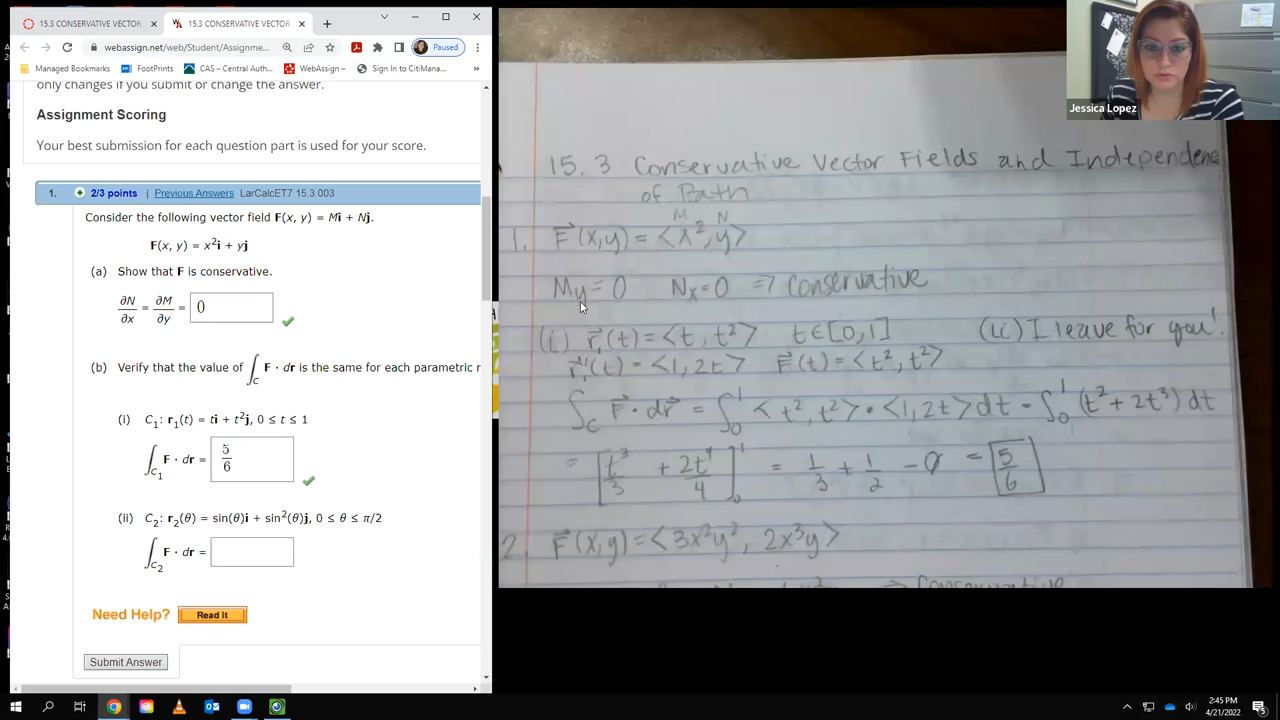 15.3 CONSERVATIVE VECTOR
15.3 CONSERVATIVE VECTOR
webassign.net/web/Student/Assignme...
Paused
Managed Bookmarks
FootPrints
CAS – Central Auth...
WebAssign –
Sign In to CitiMana...
»
only changes if you submit or change the answer.
Assignment Scoring
Your best submission for each question part is used for your score.
1. 2/3 points | Previous Answers LarCalcET7 15.3.003.
Consider the following vector field F(x, y) = Mi + Nj.
F(x, y) = x²i + yj
(a) Show that F is conservative.
∂N/∂x = ∂M/∂y = 0
(b) Verify that the value of ∫_C F · dr is the same for each parametric r
(i) C₁: r₁(t) = ti + t²j, 0 ≤ t ≤ 1
∫_C₁ F · dr = 5/6
(ii) C₂: r₂(θ) = sin(θ)i + sin²(θ)j, 0 ≤ θ ≤ π/2
∫_C₂ F · dr =
Need Help? Read It
Submit Answer
Jessica Lopez
15.3 Conservative Vector Fields and Independenc
of Path
M N
1. F⃗(x,y) = <x², y>
My = 0 Nx = 0 => Conservative
(i) r⃗₁(t) = <t, t²> t∈[0,1] (ii) I leave for you!
r⃗₁'(t) = <1, 2t> F⃗(t) = <t², t²>
∫_C F⃗·dr⃗ = ∫₀¹ <t², t²>·<1, 2t>dt = ∫₀¹ (t² + 2t³) dt
= [t³/3 + 2t⁴/4]₀¹ = 1/3 + 1/2 − 0 = 5/6
2. F⃗(x,y) = <3x²y², 2x³y>
Conservative
2:45 PM
4/21/2022